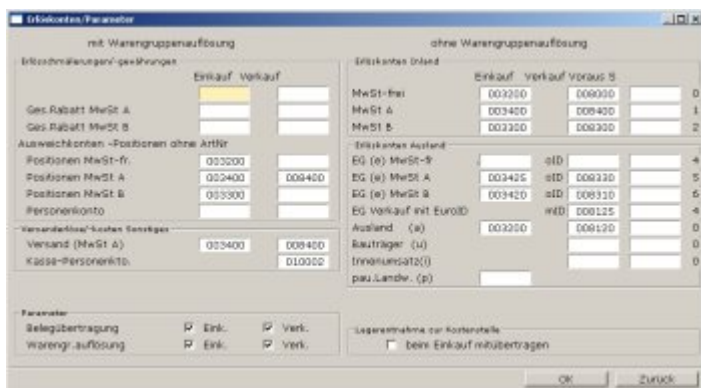 Erlöskonten/Parameter
mit Warengruppenauflösung
Erlösschmälerungen/-gewährungen
Einkauf Verkauf
Ges.Rabatt MwSt A
Ges.Rabatt MwSt B
Ausweichkonten -Positionen ohne ArtNr
Positionen MwSt-fr. 003200
Positionen MwSt A 003400 008400
Positionen MwSt B 003300
Personenkonto
Versanderlöse/-kosten Sonstiges
Versand (MwSt A) 003400 008400
Kasse-Personenkto. 010002
Parameter
Belegübertragung Eink. Verk.
Warengr.auflösung Eink. Verk.
ohne Warengruppenauflösung
Erlöskonten Inland
Einkauf Verkauf Voraus S
MwSt-frei 003200 008000 0
MwSt A 003400 008400 1
MwSt B 003300 008300 2
Erlöskonten Ausland
EG (e) MwSt-fr oID 4
EG (e) MwSt A 003425 oID 008330 5
EG (e) MwSt B 003420 oID 008310 6
EG Verkauf mit EuroID mID 008125 4
Ausland (a) 003200 008120 0
Bauträger (u) 0
Innenumsatz(i) 0
pau.Landw. (p)
Lagerentnahme zur Kostenstelle
beim Einkauf mitübertragen
OK Zurück